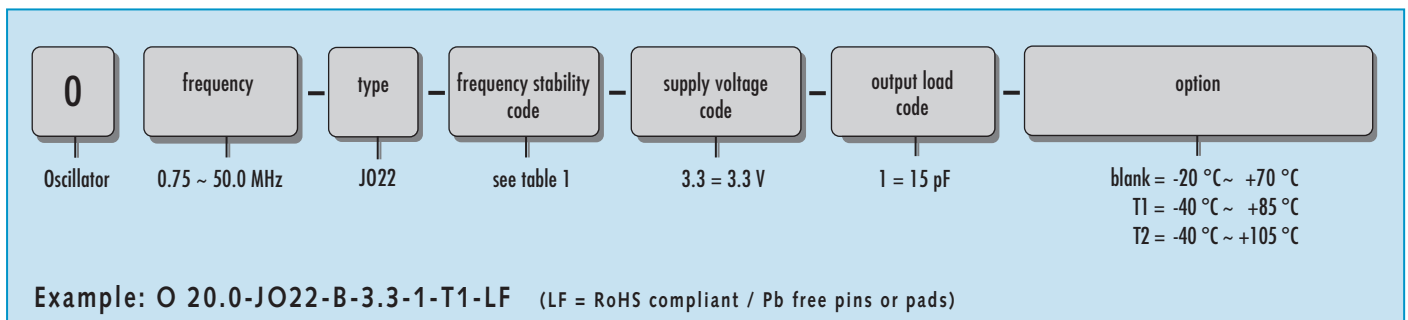 O
frequency
–
type
–
frequency stability
code
–
supply voltage
code
–
output load
code
–
option
Oscillator
0.75 ~ 50.0 MHz
JO22
see table 1
3.3 = 3.3 V
1 = 15 pF
blank = -20 °C ~ +70 °C
T1 = -40 °C ~ +85 °C
T2 = -40 °C ~ +105 °C
Example: O 20.0-JO22-B-3.3-1-T1-LF (LF = RoHS compliant / Pb free pins or pads)